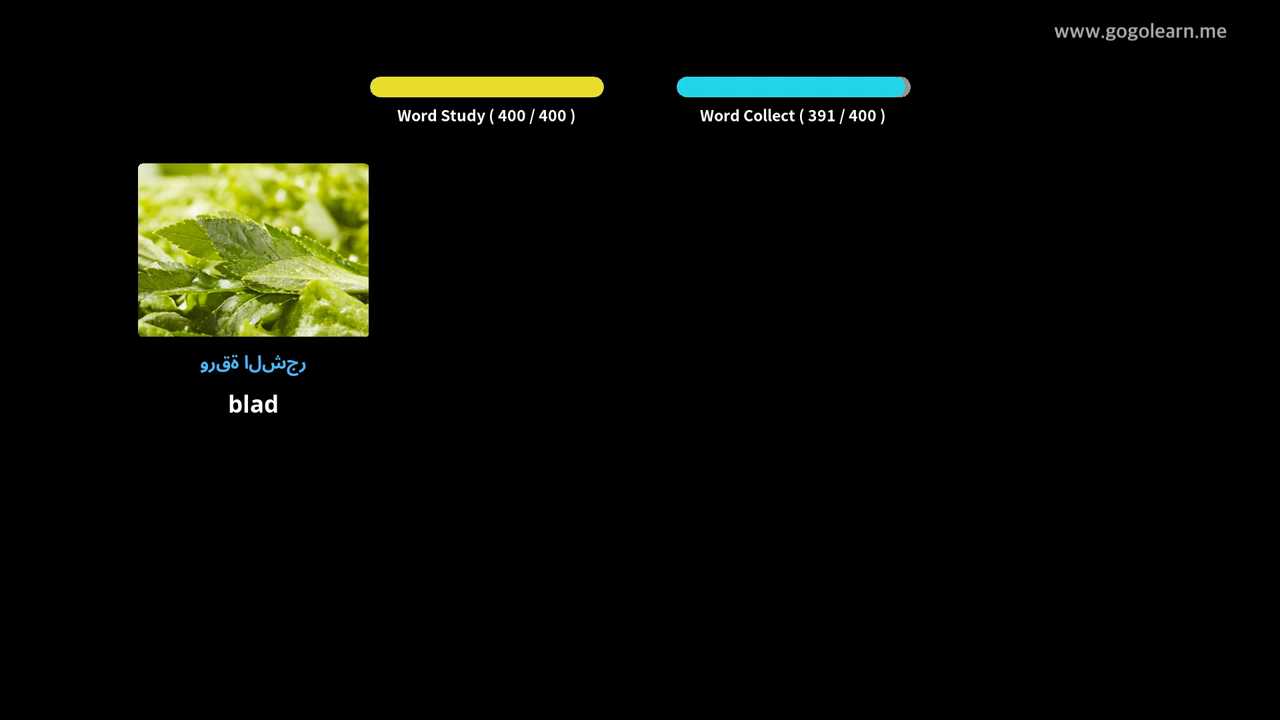 www.gogolearn.me
Word Study ( 400 / 400 )
Word Collect ( 391 / 400 )
ورقة الشجر
blad